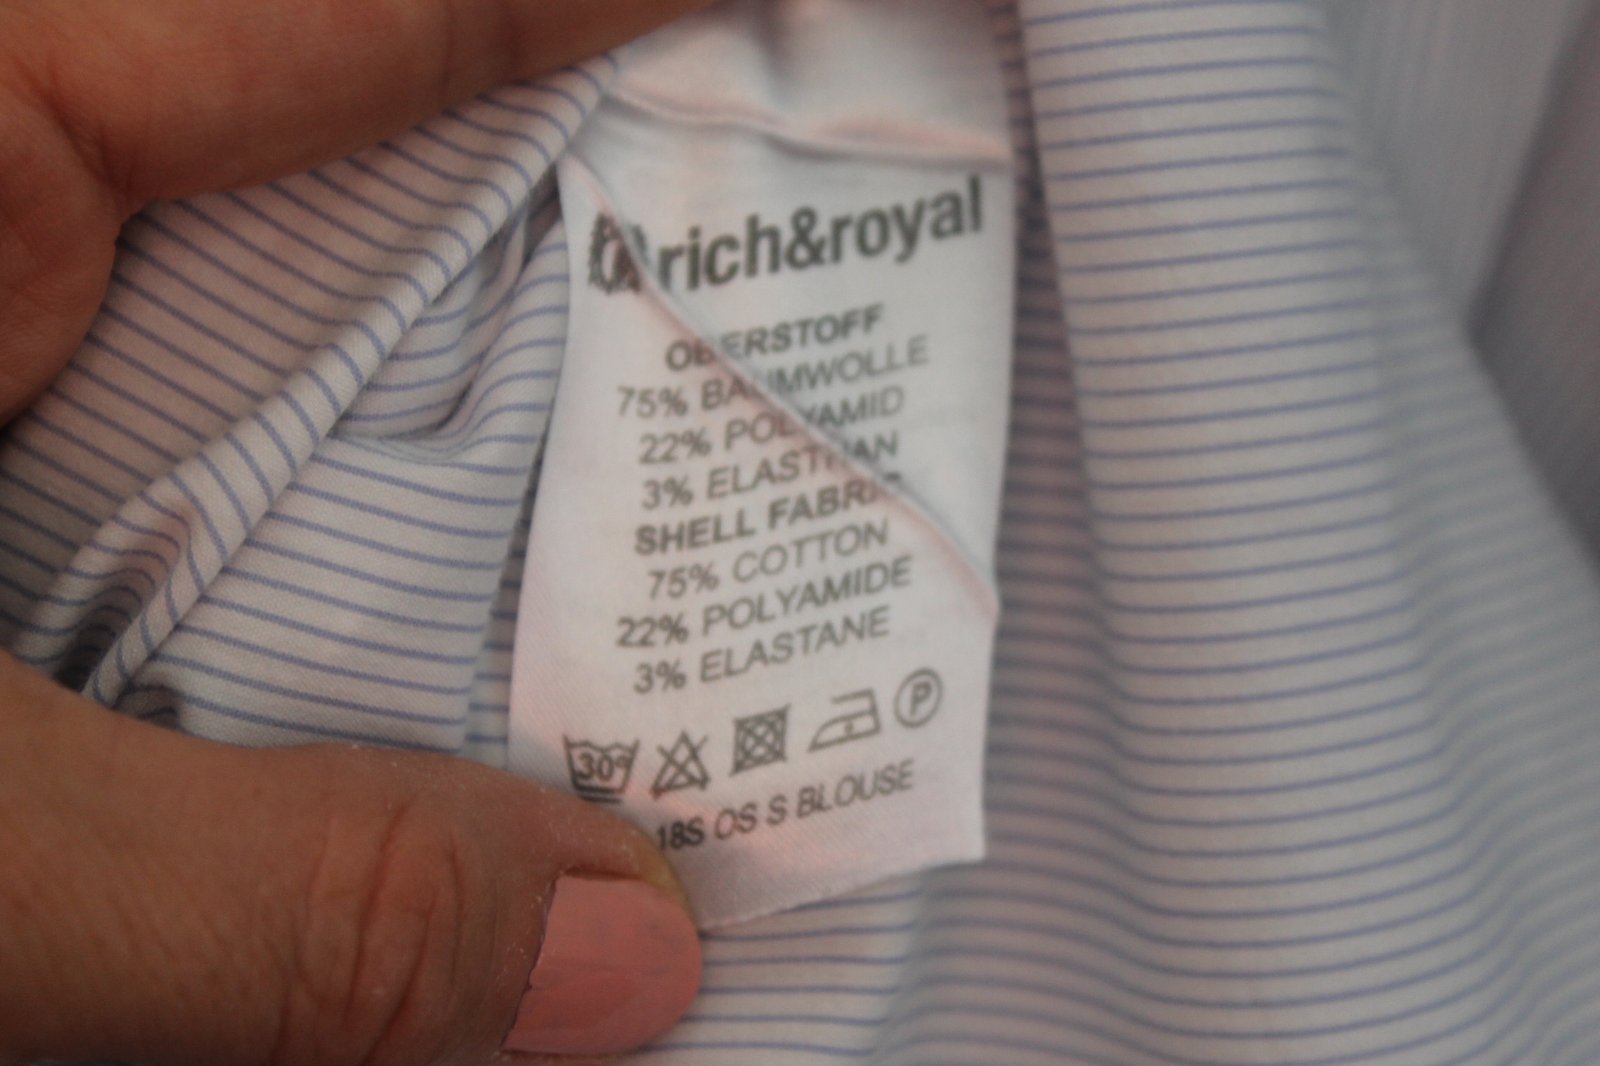 rich&royal
OBERSTOFF
75% BAUMWOLLE
22% POLYAMID
3% ELASTHAN
SHELL FABRIC
75% COTTON
22% POLYAMIDE
3% ELASTANE
30° P
18S OS S BLOUSE